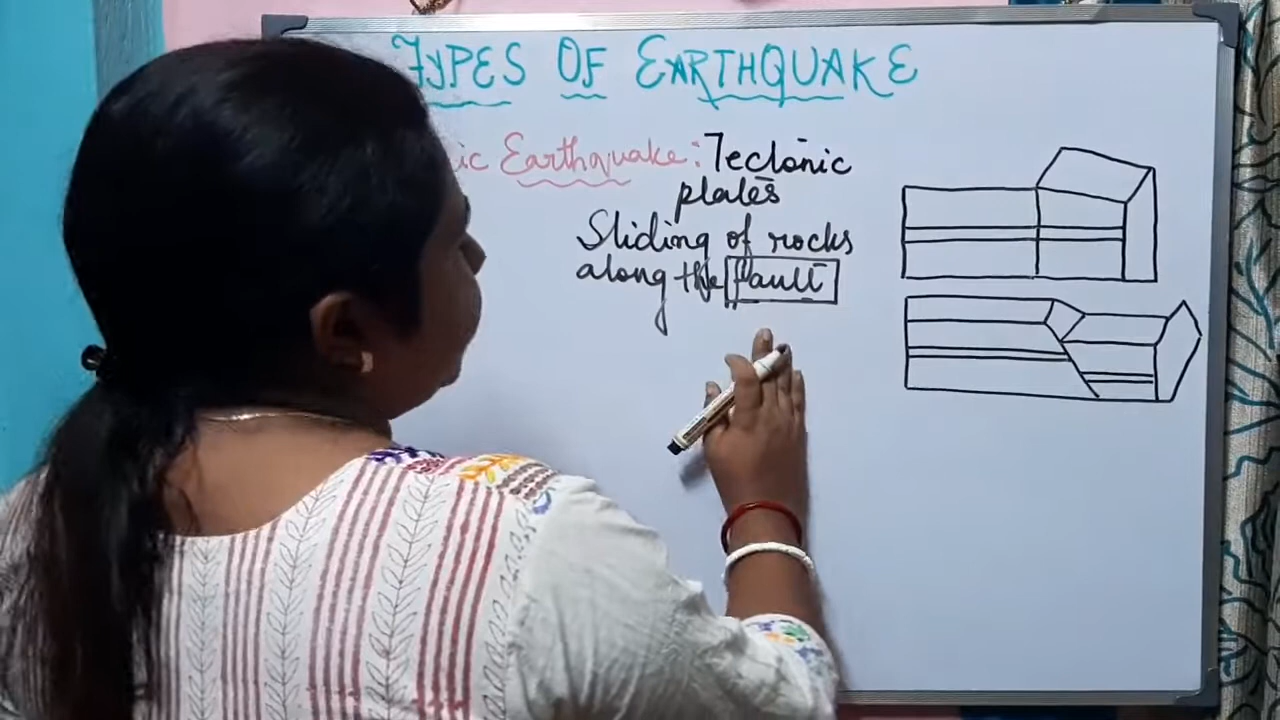 TYPES OF EARTHQUAKE
Earthquake: Tectonic
plates
Sliding of rocks
along the fault